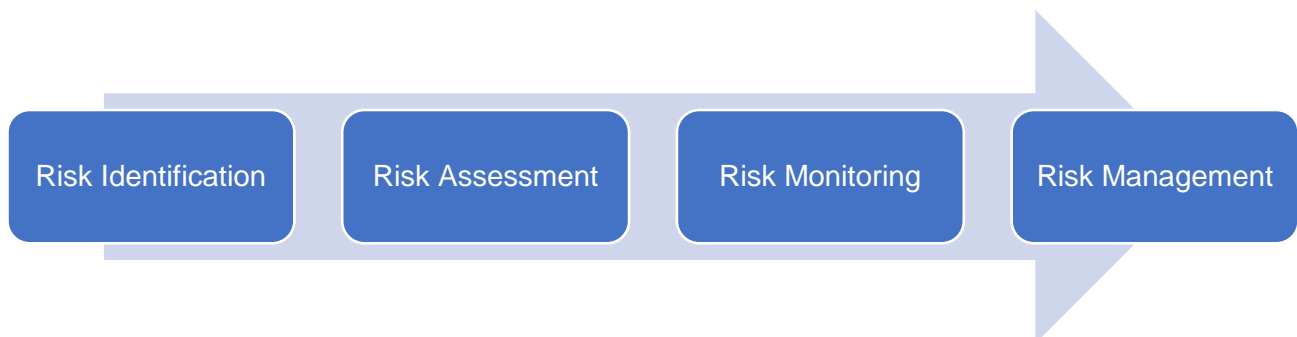 Risk Identification
Risk Assessment
Risk Monitoring
Risk Management